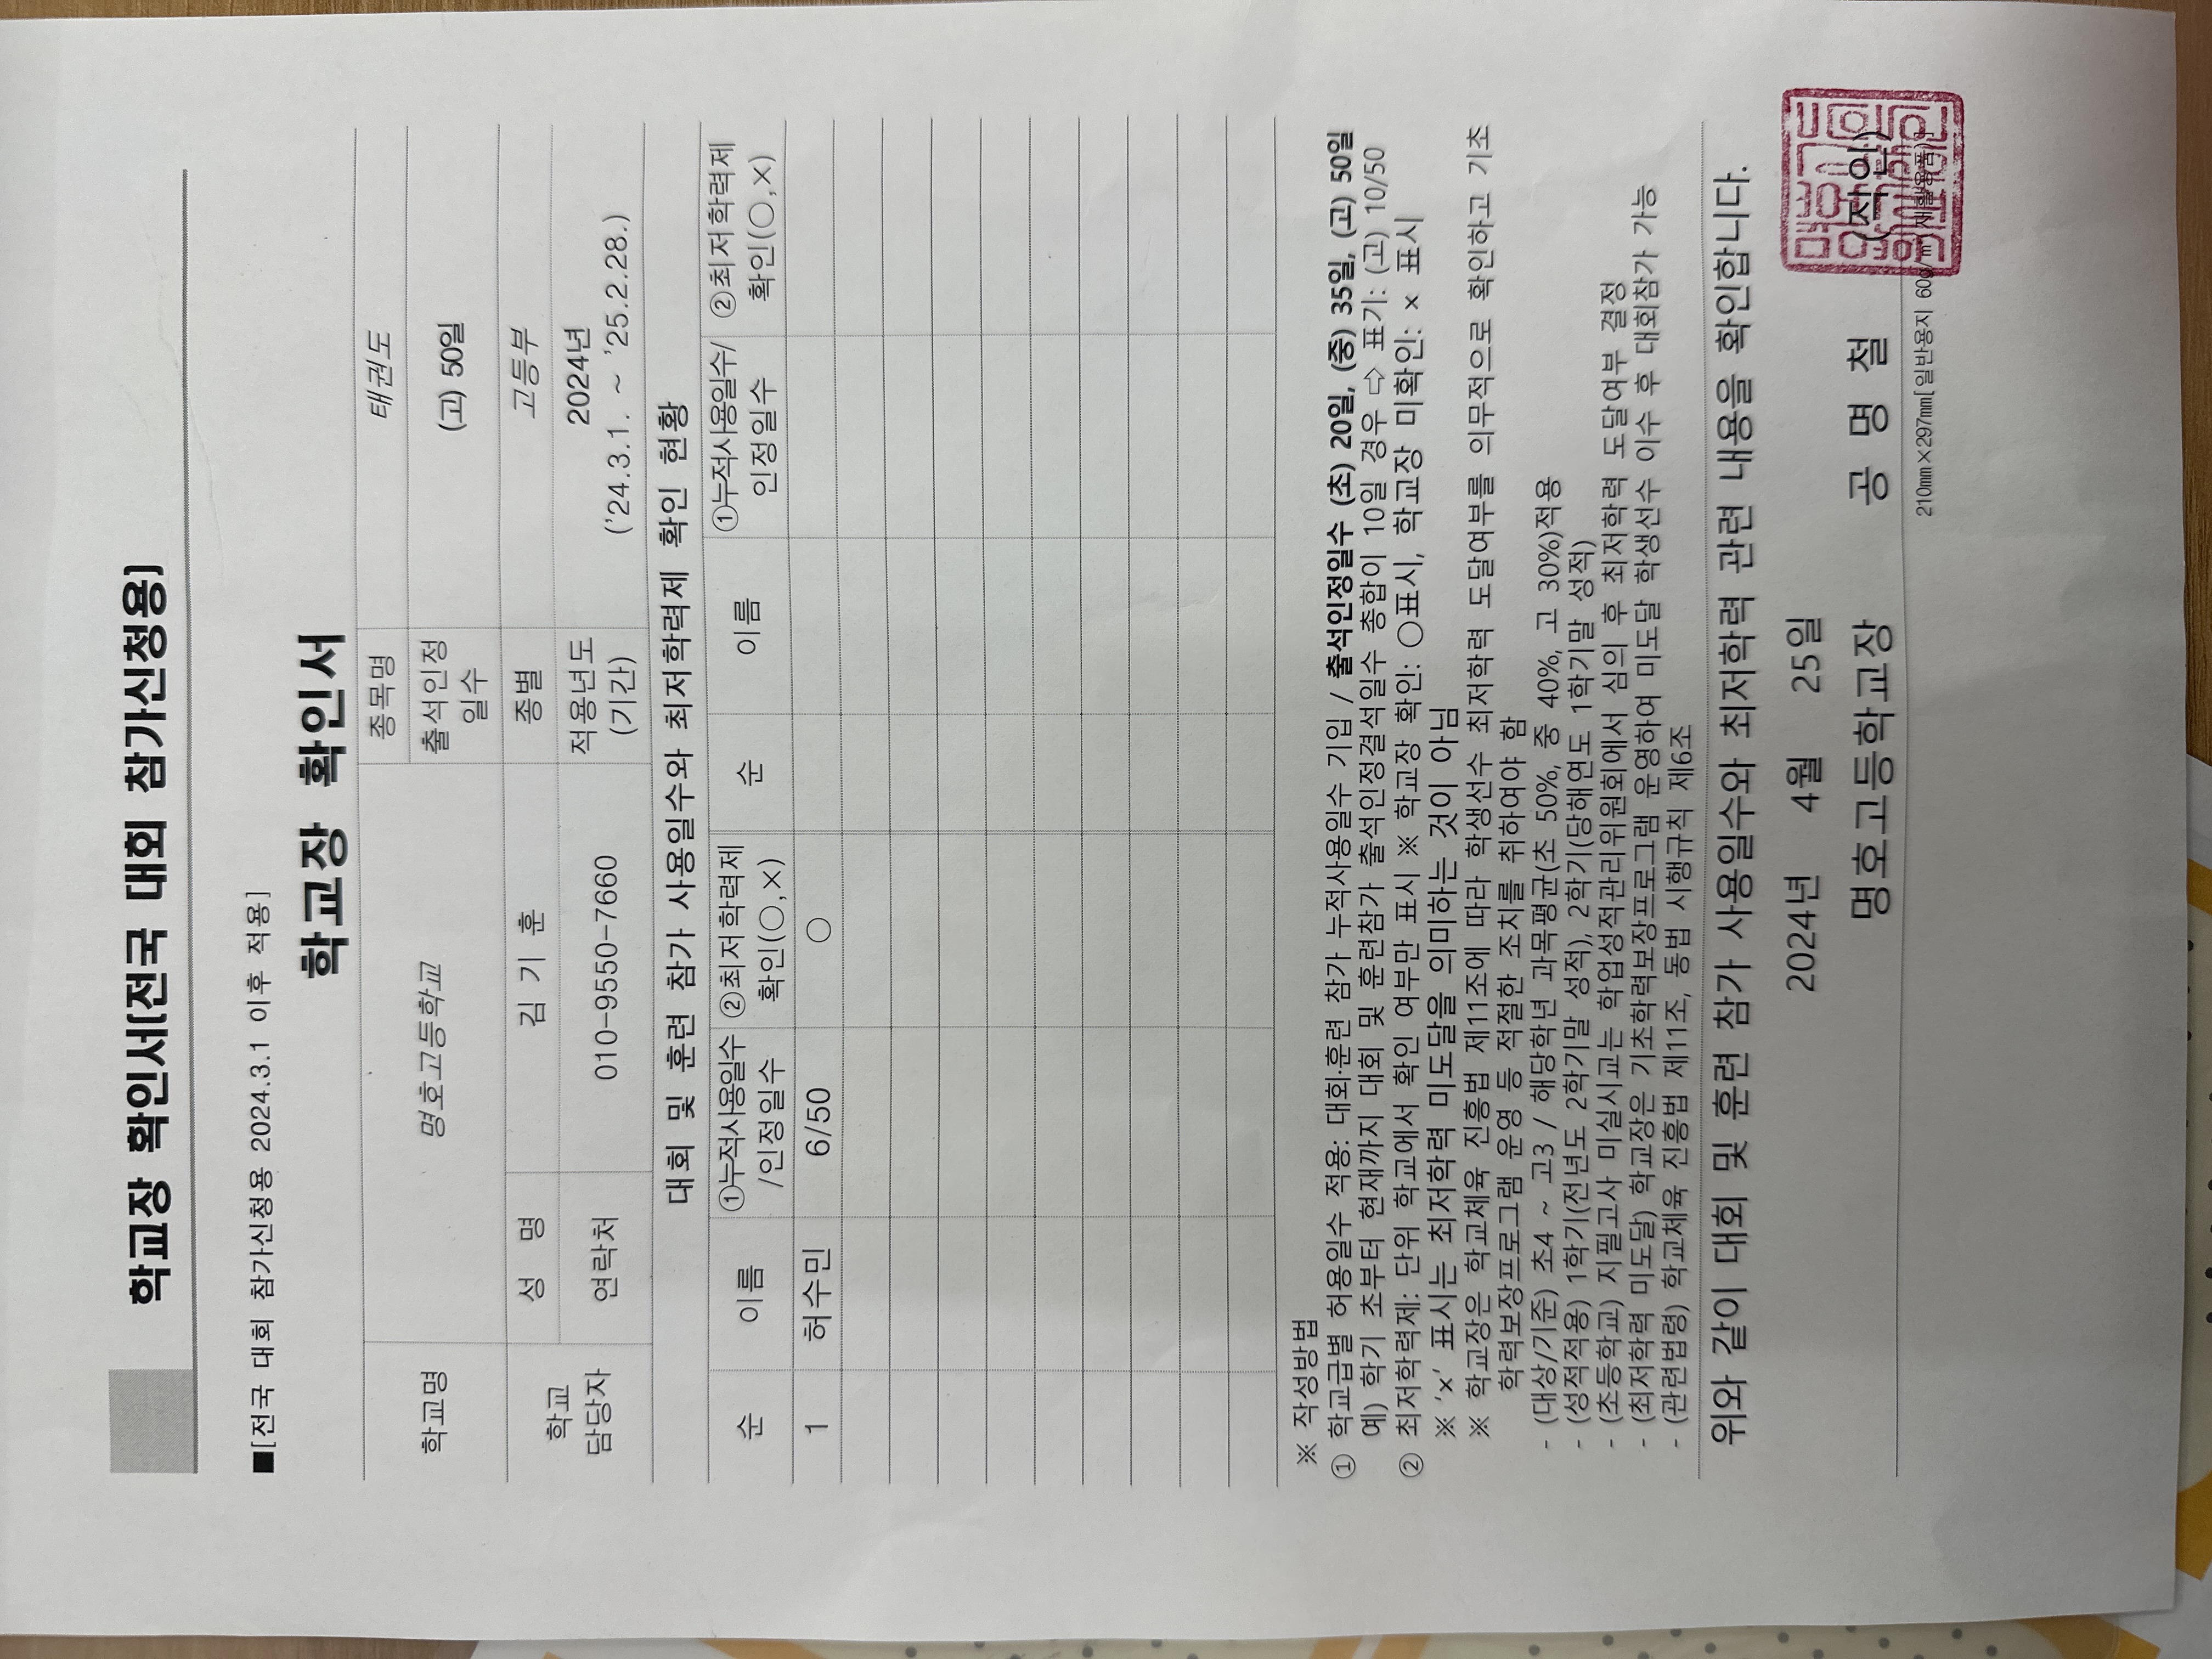 학교장 확인서[전국 대회 참가신청용]
■[전국 대회 참가신청용 2024.3.1 이후 적용]
학교장 확인서
학교명 명호고등학교 종목명 태권도
출석인정 일수 (고) 50일
학교 담당자 성 명 김 기 훈 종별 고등부
연락처 010-9550-7660 적용년도 (기간) 2024년 ('24.3.1. ~ '25.2.28.)
대회 및 훈련 참가 사용일수와 최저학력제 확인 현황
순 이름 ①누적사용일수 /인정일수 ②최저학력제 확인(○,×) 순 이름 ①누적사용일수/ 인정일수 ②최저학력제 확인(○,×)
1 허수민 6/50 ○
※ 작성방법
① 학교급별 허용일수 적용: 대회·훈련 참가 누적사용일수 기입 / 출석인정일수 (초) 20일, (중) 35일, (고) 50일
예) 학기 초부터 현재까지 대회 및 훈련참가 출석인정결석일수 총합이 10일 경우 ⇨ 표기: (고) 10/50
② 최저학력제: 단위 학교에서 확인 여부만 표시 ※ 학교장 확인: ○표시, 학교장 미확인: × 표시
※ '×' 표시는 최저학력 미도달을 의미하는 것이 아님
※ 학교장은 학교체육 진흥법 제11조에 따라 학생선수 최저학력 도달여부를 의무적으로 확인하고 기초
학력보장프로그램 운영 등 적절한 조치를 취하여야 함
- (대상/기준) 초4 ~ 고3 / 해당학년 과목평균(초 50%, 중 40%, 고 30%)적용
- (성적적용) 1학기(전년도 2학기말 성적), 2학기(당해연도 1학기말 성적)
- (초등학교) 지필고사 미실시교는 학업성적관리위원회에서 심의 후 최저학력 도달여부 결정
- (최저학력 미도달) 학교장은 기초학력보장프로그램 운영하여 미도달 학생선수 이수 후 대회참가 가능
- (관련법령) 학교체육 진흥법 제11조, 동법 시행규칙 제6조
위와 같이 대회 및 훈련 참가 사용일수와 최저학력 관련 내용을 확인합니다.
2024년 4월 25일
명호고등학교장 공 명 철 (직인)
210㎜×297㎜[일반용지 60g/㎡ 재활용품)]